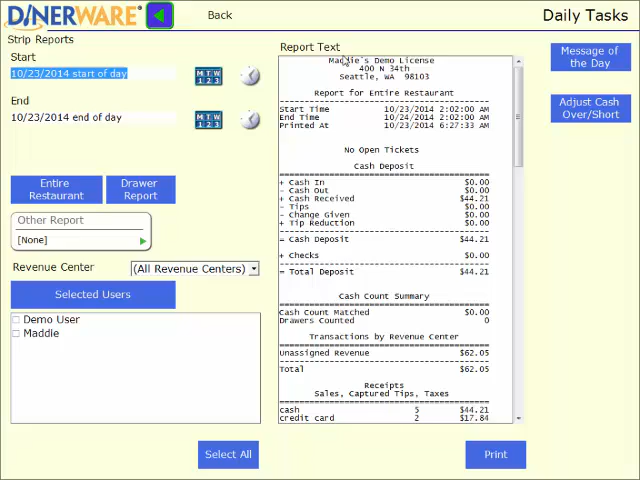 DINERWARE
Back
Daily Tasks
Strip Reports
Start
10/23/2014 start of day
MTW
123
End
10/23/2014 end of day
MTW
123
Entire Restaurant
Drawer Report
Other Report
[None]
Revenue Center
(All Revenue Centers)
Selected Users
Demo User
Maddie
Select All
Report Text
Maddie's Demo License
400 N 34th
Seattle, WA 98103
Report for Entire Restaurant
Start Time 10/23/2014 2:02:00 AM
End Time 10/24/2014 2:02:00 AM
Printed At 10/23/2014 6:27:33 AM
No Open Tickets
Cash Deposit
+ Cash In $0.00
- Cash Out $0.00
+ Cash Received $44.21
- Tips $0.00
- Change Given $0.00
+ Tip Reduction $0.00
= Cash Deposit $44.21
+ Checks $0.00
= Total Deposit $44.21
Cash Count Summary
Cash Count Matched $0.00
Drawers Counted 0
Transactions by Revenue Center
Unassigned Revenue $62.05
Total $62.05
Receipts
Sales, Captured Tips, Taxes
cash 5 $44.21
credit card 2 $17.84
Print
Message of the Day
Adjust Cash Over/Short